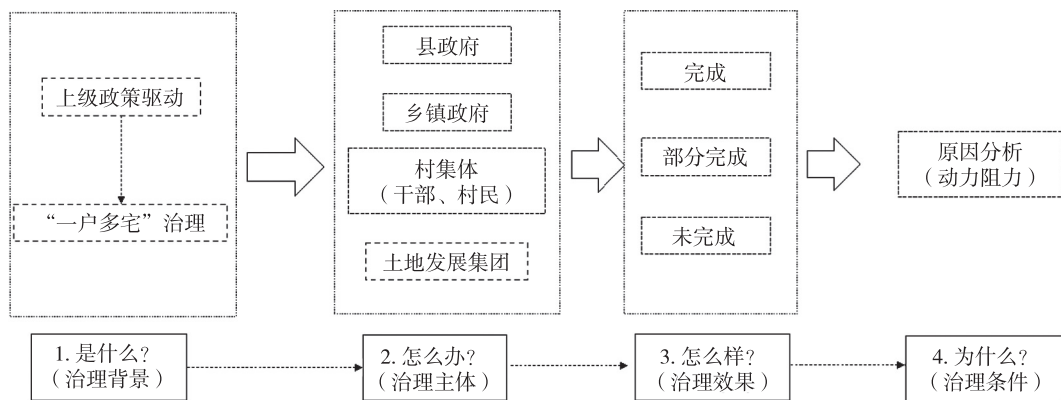 上级政策驱动
“一户多宅”治理
县政府
乡镇政府
村集体
（干部、村民）
土地发展集团
完成
部分完成
未完成
原因分析
（动力阻力）
1. 是什么？
（治理背景）
2. 怎么办？
（治理主体）
3. 怎么样？
（治理效果）
4. 为什么？
（治理条件）